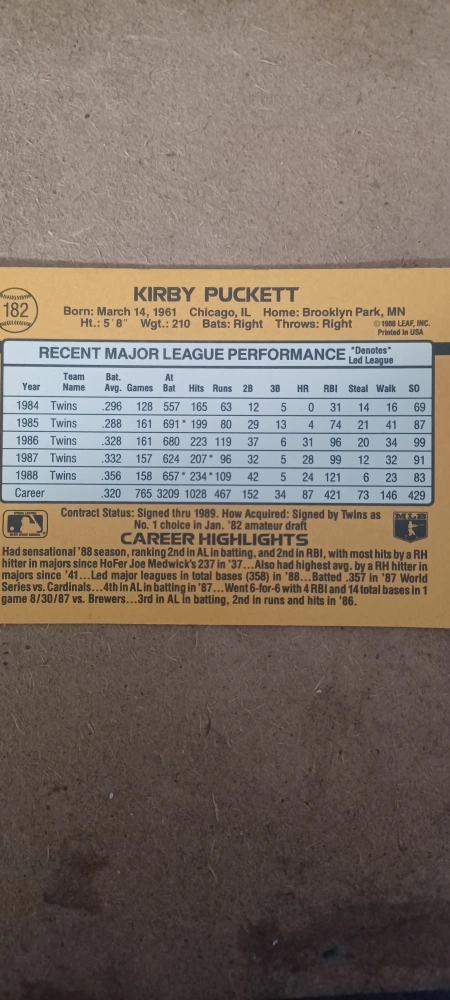 182
KIRBY PUCKETT
Born: March 14, 1961 Chicago, IL Home: Brooklyn Park, MN
Ht.: 5'8" Wgt.: 210 Bats: Right Throws: Right
©1988 LEAF, INC.
Printed in USA
RECENT MAJOR LEAGUE PERFORMANCE *Denotes* Led League
Year Team Name Bat. Avg. Games At Bat Hits Runs 2B 3B HR RBI Steal Walk SO
1984 Twins .296 128 557 165 63 12 5 0 31 14 16 69
1985 Twins .288 161 691* 199 80 29 13 4 74 21 41 87
1986 Twins .328 161 680 223 119 37 6 31 96 20 34 99
1987 Twins .332 157 624 207* 96 32 5 28 99 12 32 91
1988 Twins .356 158 657* 234* 109 42 5 24 121 6 23 83
Career .320 765 3209 1028 467 152 34 87 421 73 146 429
Contract Status: Signed thru 1989. How Acquired: Signed by Twins as
No. 1 choice in Jan. '82 amateur draft
MLB
CAREER HIGHLIGHTS
Had sensational '88 season, ranking 2nd in AL in batting, and 2nd in RBI, with most hits by a RH
hitter in majors since HoFer Joe Medwick's 237 in '37...Also had highest avg. by a RH hitter in
majors since '41...Led major leagues in total bases (358) in '88...Batted .357 in '87 World
Series vs. Cardinals...4th in AL in batting in '87...Went 6-for-6 with 4 RBI and 14 total bases in 1
game 8/30/87 vs. Brewers...3rd in AL in batting, 2nd in runs and hits in '86.